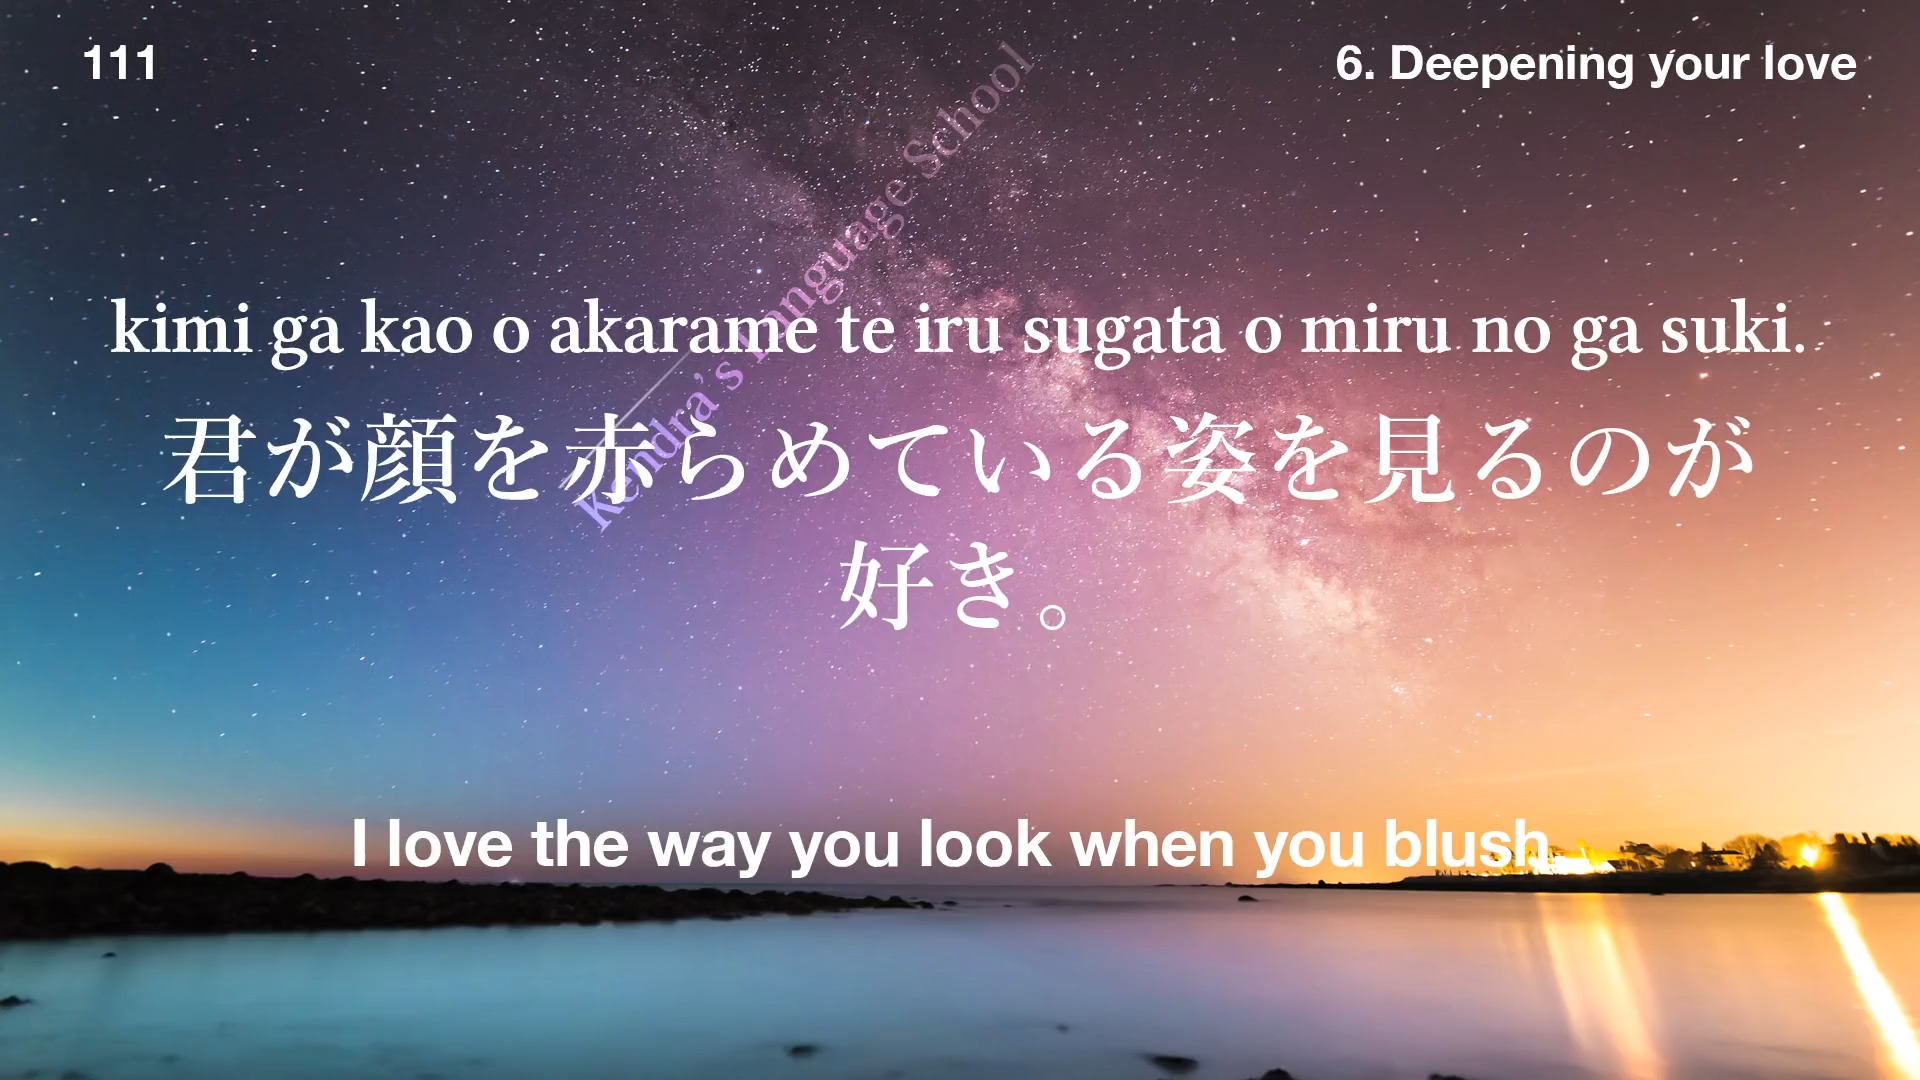 111
6. Deepening your love
Kendra's Language School
kimi ga kao o akarame te iru sugata o miru no ga suki.
君が顔を赤らめている姿を見るのが
好き。
I love the way you look when you blush.